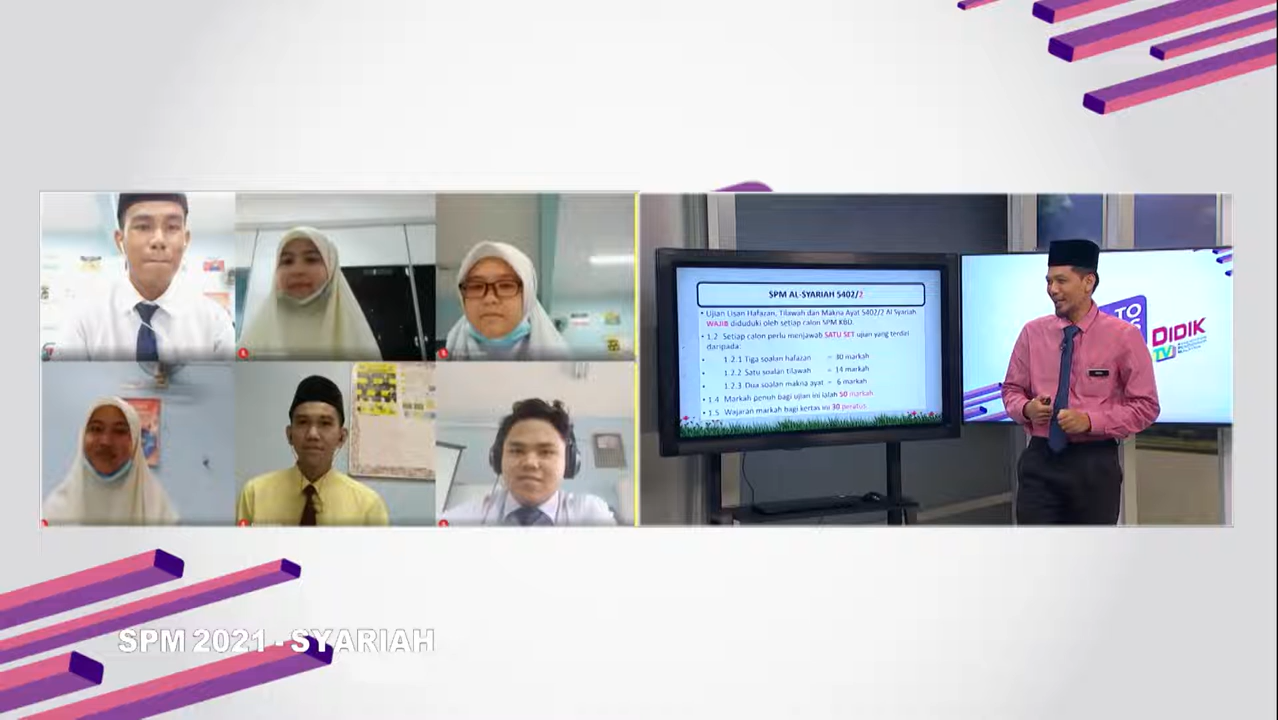 SPM AL-SYARIAH 5402/2
• Ujian Lisan Hafazan, Tilawah dan Makna Ayat 5402/2 Al Syariah
WAJIB diduduki oleh setiap calon SPM KBD.
• 1.2 Setiap calon perlu menjawab SATU SET ujian yang terdiri
daripada:
• 1.2.1 Tiga soalan hafazan = 30 markah
• 1.2.2 Satu soalan tilawah = 14 markah
• 1.2.3 Dua soalan makna ayat = 6 markah
• 1.4 Markah penuh bagi ujian ini ialah 50 markah
• 1.5 Wajaran markah bagi kertas ini 30 peratus
TO
DIDIK
TV
SPM 2021 - SYARIAH